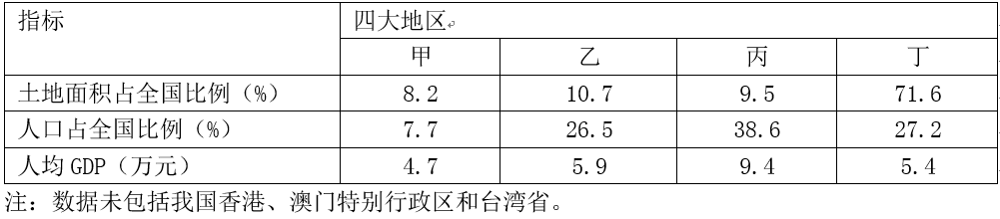 指标 四大地区
甲 乙 丙 丁
土地面积占全国比例（%） 8.2 10.7 9.5 71.6
人口占全国比例（%） 7.7 26.5 38.6 27.2
人均 GDP（万元） 4.7 5.9 9.4 5.4
注：数据未包括我国香港、澳门特别行政区和台湾省。